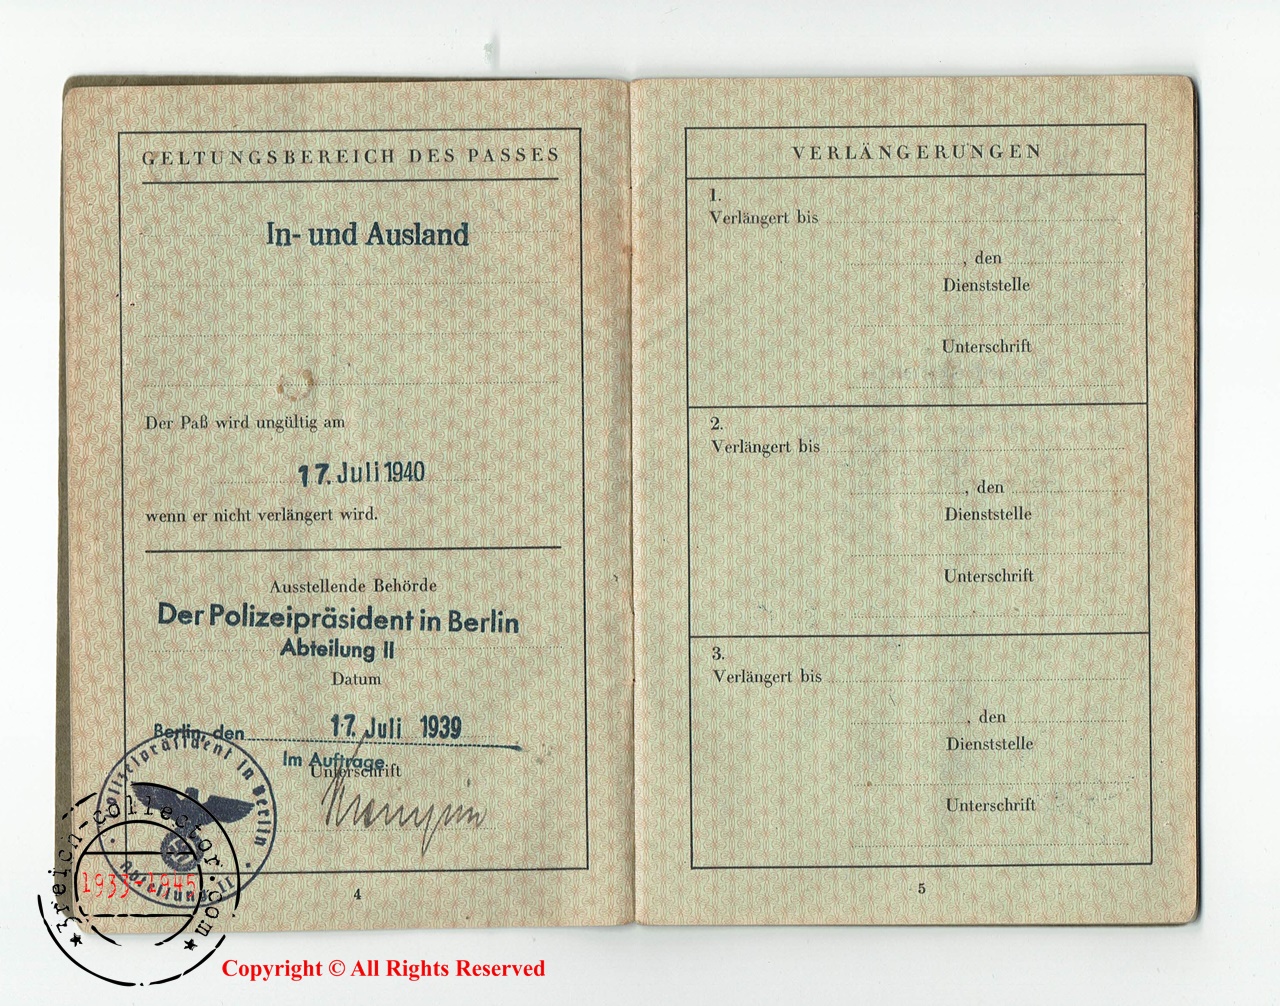 GELTUNGSBEREICH DES PASSES
In- und Ausland
Der Paß wird ungültig am
17. Juli 1940
wenn er nicht verlängert wird.
Ausstellende Behörde
Der Polizeipräsident in Berlin
Abteilung II
Datum
Berlin, den 17. Juli 1939
Im Auftrage
Unterschrift
Polizeipräsident in Berlin
Abteilung II
4
VERLÄNGERUNGEN
1.
Verlängert bis
, den
Dienststelle
Unterschrift
2.
Verlängert bis
, den
Dienststelle
Unterschrift
3.
Verlängert bis
, den
Dienststelle
Unterschrift
5
3reich-collector.com
1933-1945
Copyright © All Rights Reserved